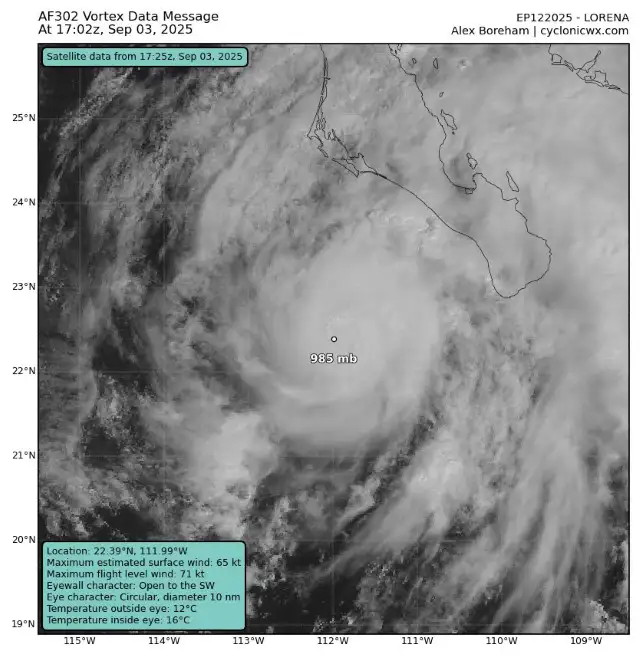 AF302 Vortex Data Message
At 17:02z, Sep 03, 2025
EP122025 - LORENA
Alex Boreham | cyclonicwx.com
Satellite data from 17:25z, Sep 03, 2025
25°N
24°N
23°N
22°N
21°N
20°N
19°N
985 mb
Location: 22.39°N, 111.99°W
Maximum estimated surface wind: 65 kt
Maximum flight level wind: 71 kt
Eyewall character: Open to the SW
Eye character: Circular, diameter 10 nm
Temperature outside eye: 12°C
Temperature inside eye: 16°C
115°W 114°W 113°W 112°W 111°W 110°W 109°W